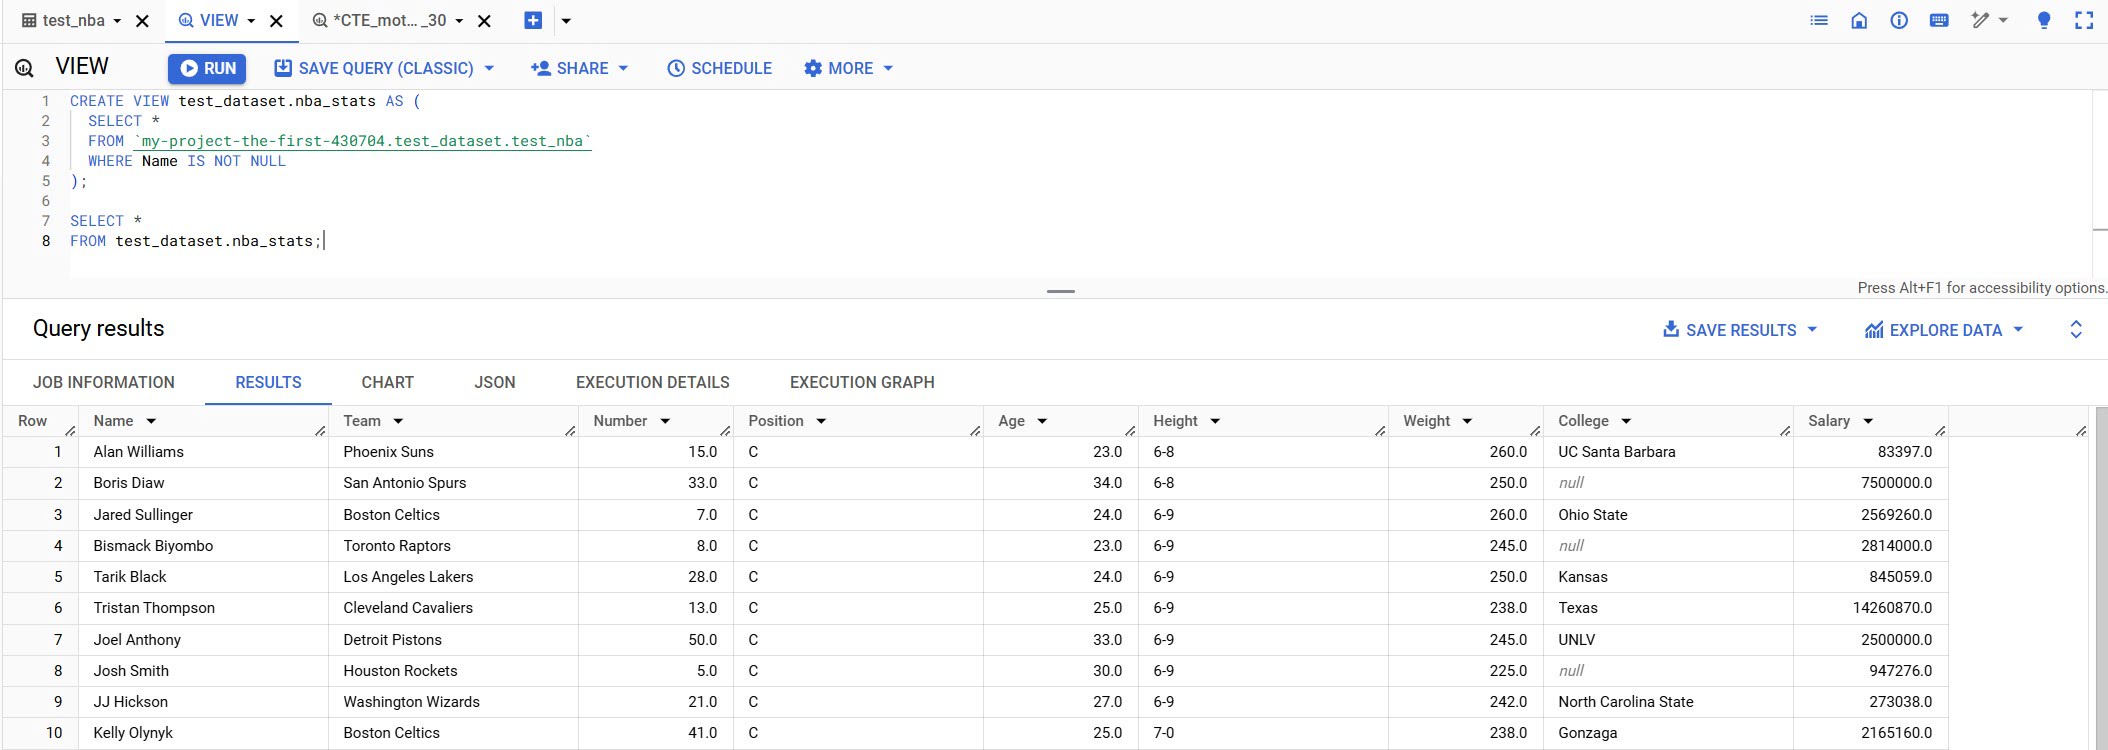 test_nba VIEW *CTE_mot... _30
VIEW RUN SAVE QUERY (CLASSIC) SHARE SCHEDULE MORE
1 CREATE VIEW test_dataset.nba_stats AS (
2 SELECT *
3 FROM `my-project-the-first-430704.test_dataset.test_nba`
4 WHERE Name IS NOT NULL
5 );
6
7 SELECT *
8 FROM test_dataset.nba_stats;
Press Alt+F1 for accessibility options.
Query results SAVE RESULTS EXPLORE DATA
JOB INFORMATION RESULTS CHART JSON EXECUTION DETAILS EXECUTION GRAPH
Row Name Team Number Position Age Height Weight College Salary
1 Alan Williams Phoenix Suns 15.0 C 23.0 6-8 260.0 UC Santa Barbara 83397.0
2 Boris Diaw San Antonio Spurs 33.0 C 34.0 6-8 250.0 null 7500000.0
3 Jared Sullinger Boston Celtics 7.0 C 24.0 6-9 260.0 Ohio State 2569260.0
4 Bismack Biyombo Toronto Raptors 8.0 C 23.0 6-9 245.0 null 2814000.0
5 Tarik Black Los Angeles Lakers 28.0 C 24.0 6-9 250.0 Kansas 845059.0
6 Tristan Thompson Cleveland Cavaliers 13.0 C 25.0 6-9 238.0 Texas 14260870.0
7 Joel Anthony Detroit Pistons 50.0 C 33.0 6-9 245.0 UNLV 2500000.0
8 Josh Smith Houston Rockets 5.0 C 30.0 6-9 225.0 null 947276.0
9 JJ Hickson Washington Wizards 21.0 C 27.0 6-9 242.0 North Carolina State 273038.0
10 Kelly Olynyk Boston Celtics 41.0 C 25.0 7-0 238.0 Gonzaga 2165160.0